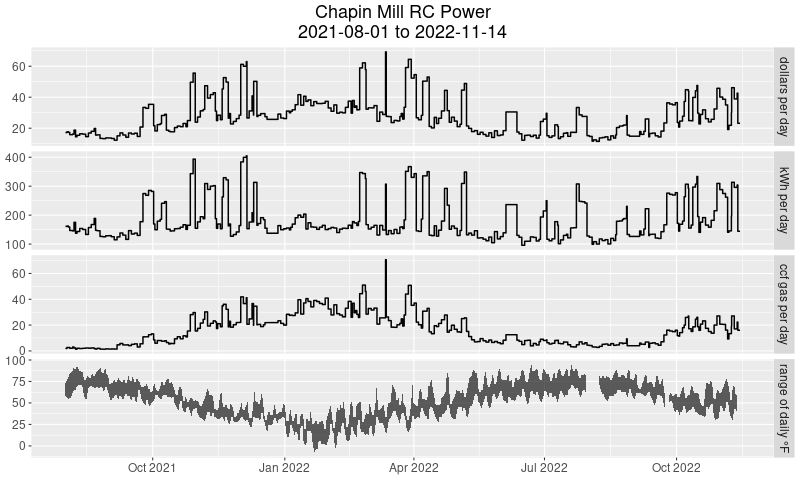 Chapin Mill RC Power
2021-08-01 to 2022-11-14
60
40
20
dollars per day
400
300
200
100
kWh per day
60
40
20
0
ccf gas per day
100
75
50
25
0
range of daily °F
Oct 2021 Jan 2022 Apr 2022 Jul 2022 Oct 2022